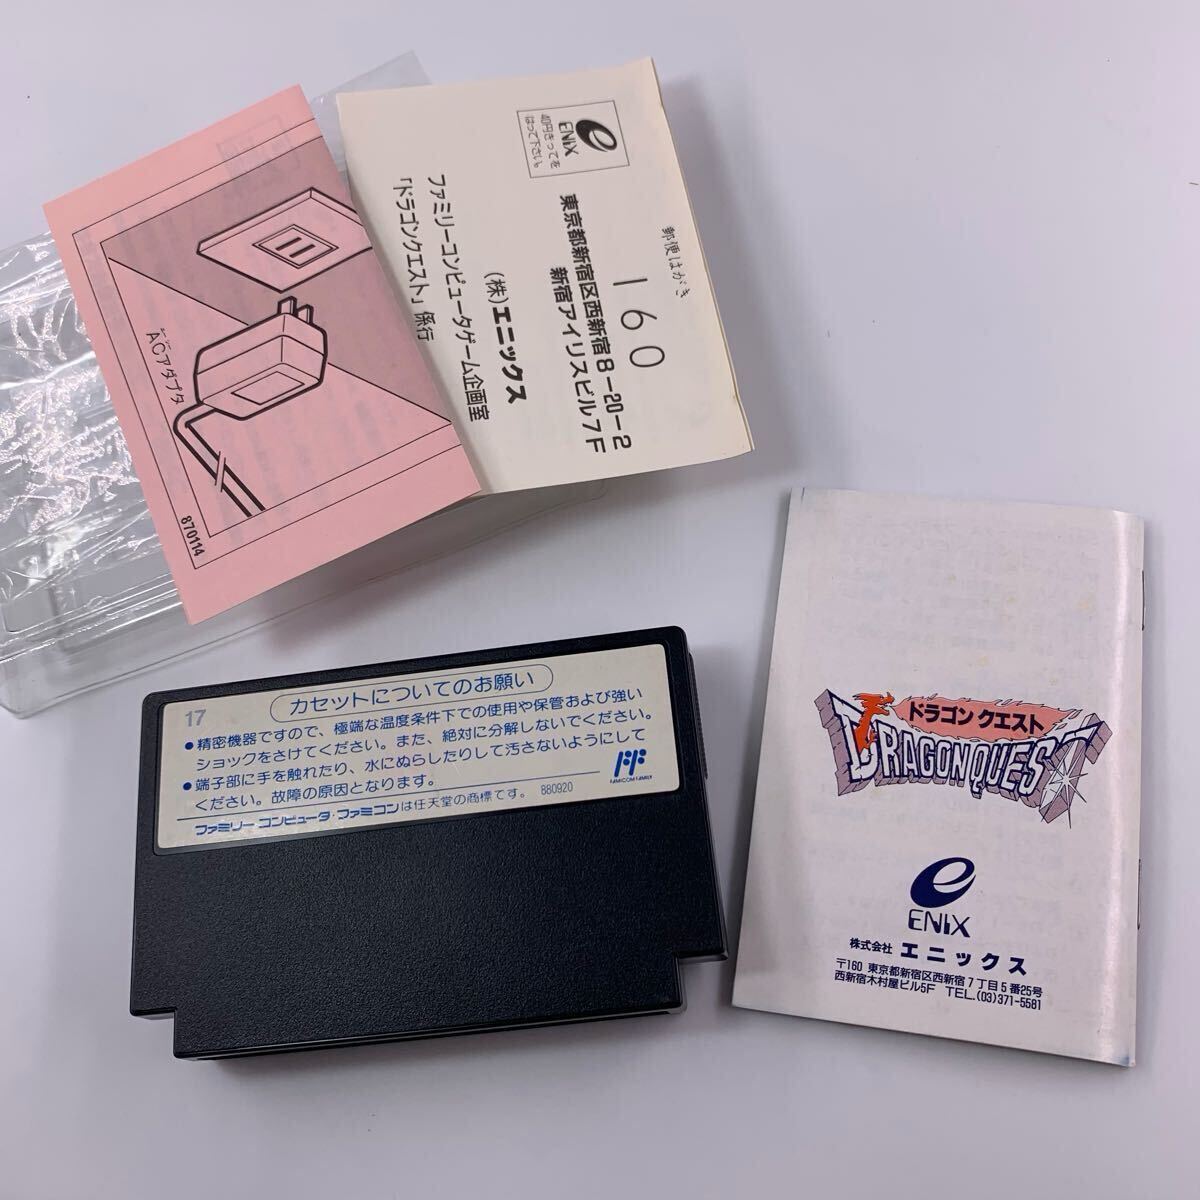 ACアダプタ
870114
ENIX
40円きってを
はって下さい。
郵便はがき
160
東京都新宿区西新宿8-20-2
新宿アイリスビル7F
(株)エニックス
ファミリーコンピュータゲーム企画室
「ドラゴンクエスト」係行
17
カセットについてのお願い
●精密機器ですので、極端な温度条件下での使用や保管および強い
ショックをさけてください。また、絶対に分解しないでください。
●端子部に手を触れたり、水にぬらしたりして汚さないようにして
ください。故障の原因となります。
FAMICOM FAMILY
ファミリーコンピュータ・ファミコンは任天堂の商標です。 880920
ドラゴンクエスト
DRAGON QUEST
ENIX
株式会社 エニックス
〒160 東京都新宿区西新宿7丁目5番25号
西新宿木村屋ビル5F TEL.(03)371-5581